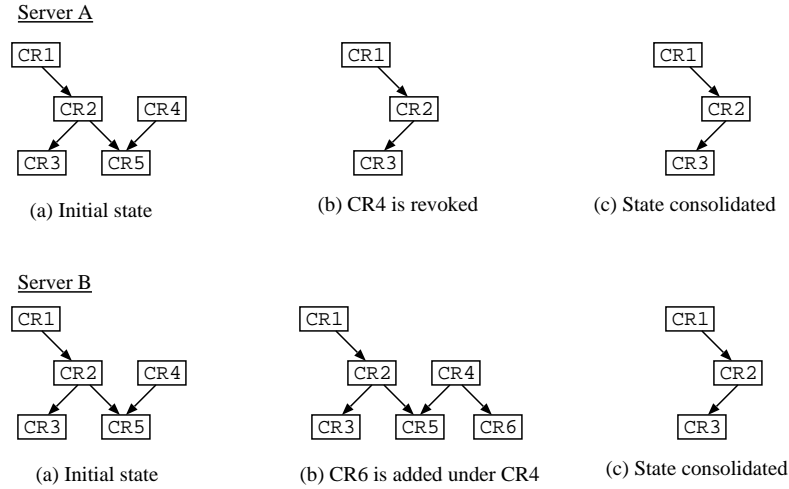 Server A
CR1 CR1 CR1
CR2 CR4 CR2 CR2
CR3 CR5 CR3 CR3
(a) Initial state (b) CR4 is revoked (c) State consolidated
Server B
CR1 CR1 CR1
CR2 CR4 CR2 CR4 CR2
CR3 CR5 CR3 CR5 CR6 CR3
(a) Initial state (b) CR6 is added under CR4 (c) State consolidated